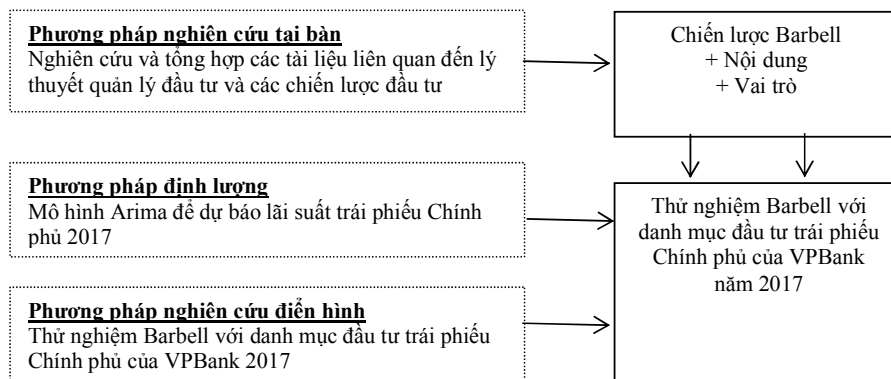 Phương pháp nghiên cứu tại bàn
Nghiên cứu và tổng hợp các tài liệu liên quan đến lý
thuyết quản lý đầu tư và các chiến lược đầu tư
Chiến lược Barbell
+ Nội dung
+ Vai trò
Phương pháp định lượng
Mô hình Arima để dự báo lãi suất trái phiếu Chính
phủ 2017
Phương pháp nghiên cứu điển hình
Thử nghiệm Barbell với danh mục đầu tư trái phiếu
Chính phủ của VPBank 2017
Thử nghiệm Barbell với
danh mục đầu tư trái phiếu
Chính phủ của VPBank
năm 2017